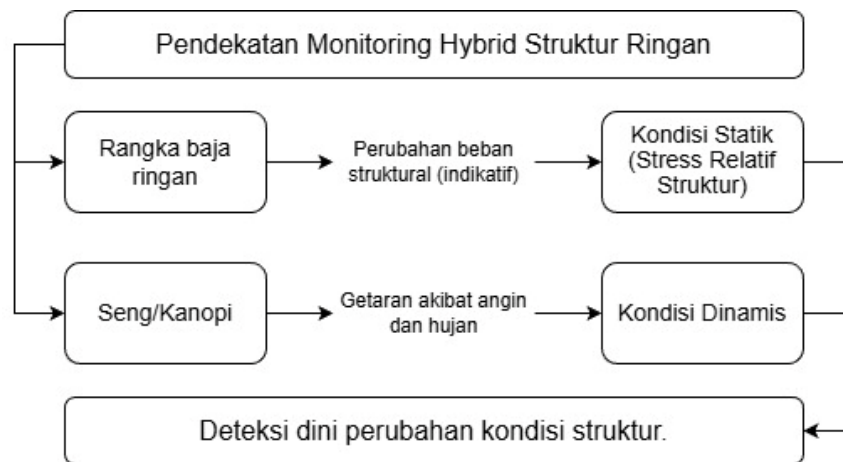 Pendekatan Monitoring Hybrid Struktur Ringan
Rangka baja
ringan
Perubahan beban
struktural (indikatif)
Kondisi Statik
(Stress Relatif
Struktur)
Seng/Kanopi
Getaran akibat angin
dan hujan
Kondisi Dinamis
Deteksi dini perubahan kondisi struktur.